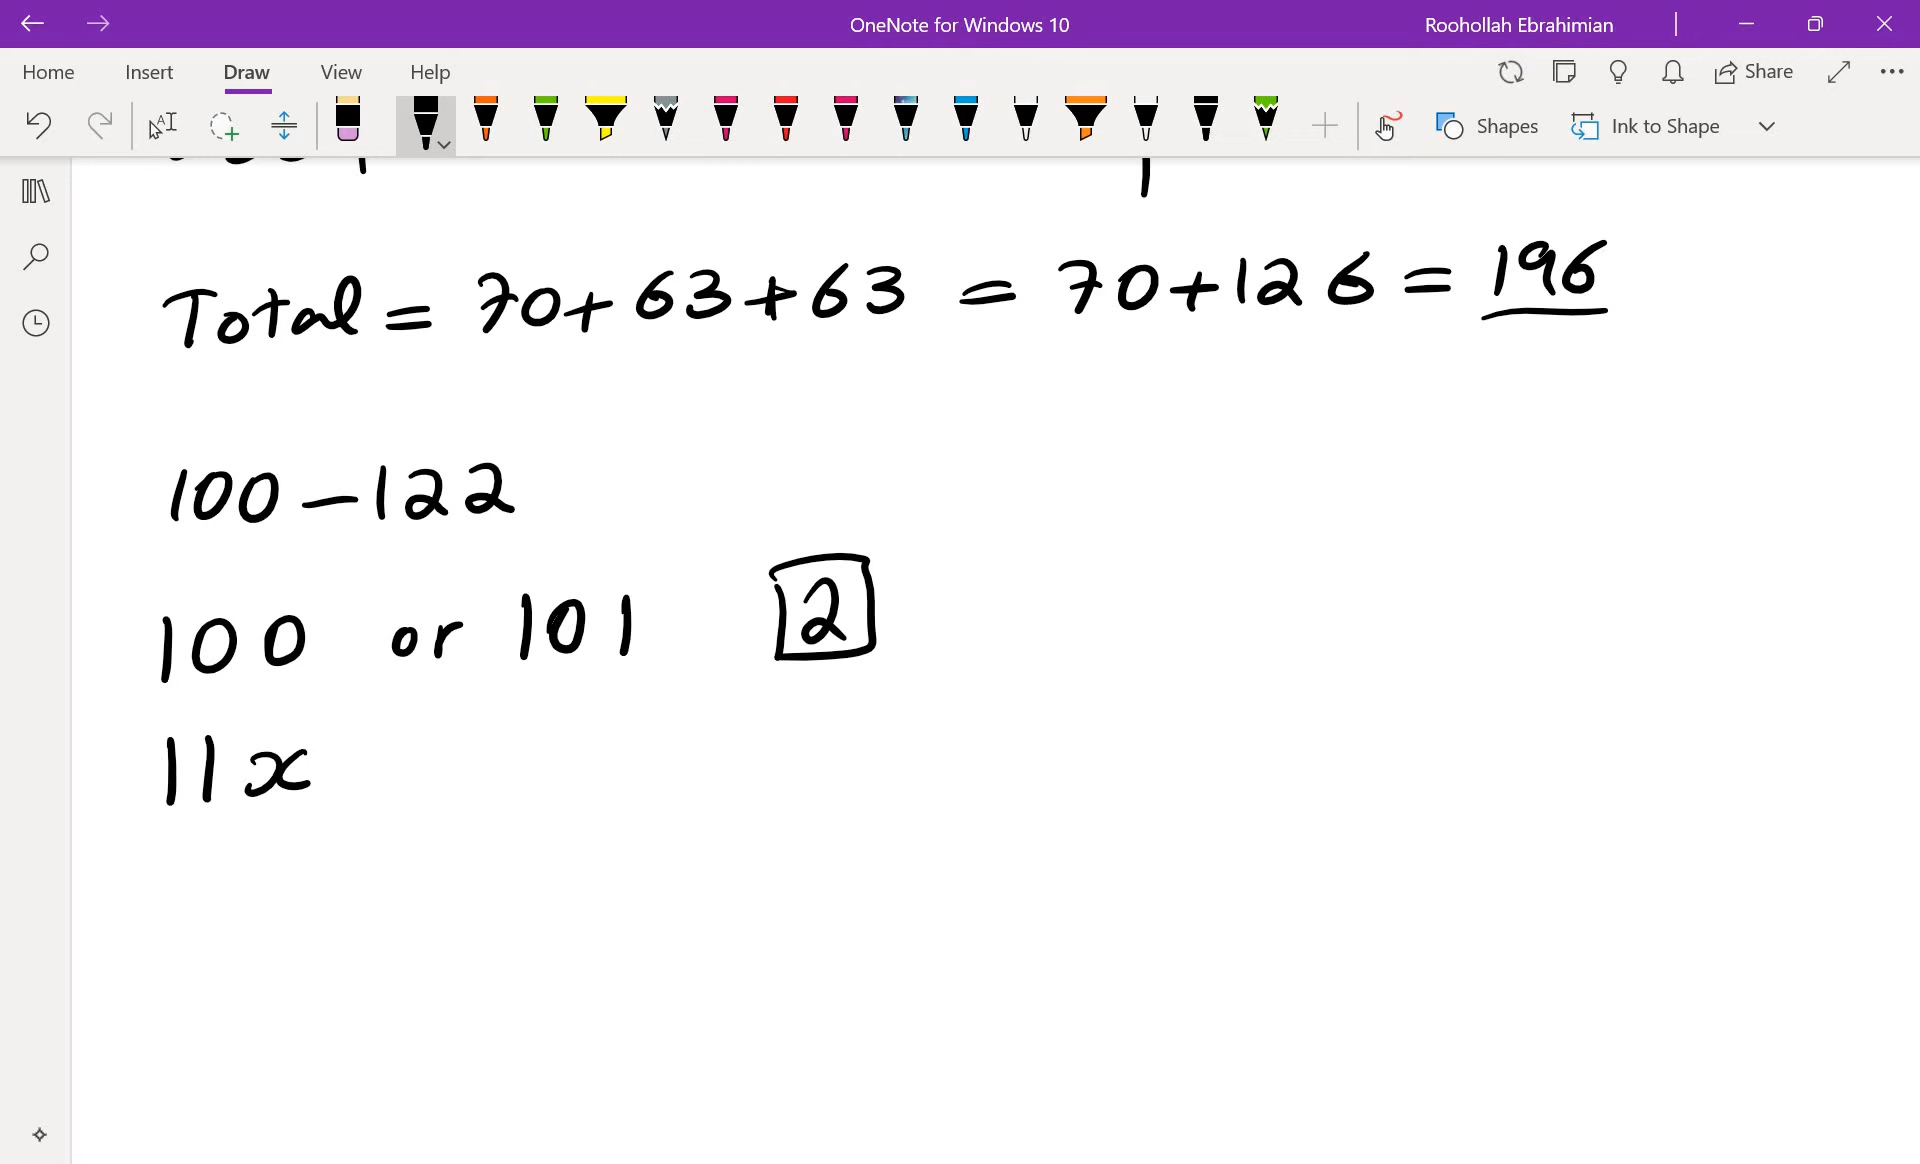 OneNote for Windows 10
Roohollah Ebrahimian
Home Insert Draw View Help
Share
Shapes Ink to Shape
Total = 70+63+63 = 70+126 = 196
100-122
100 or 101 2
11x